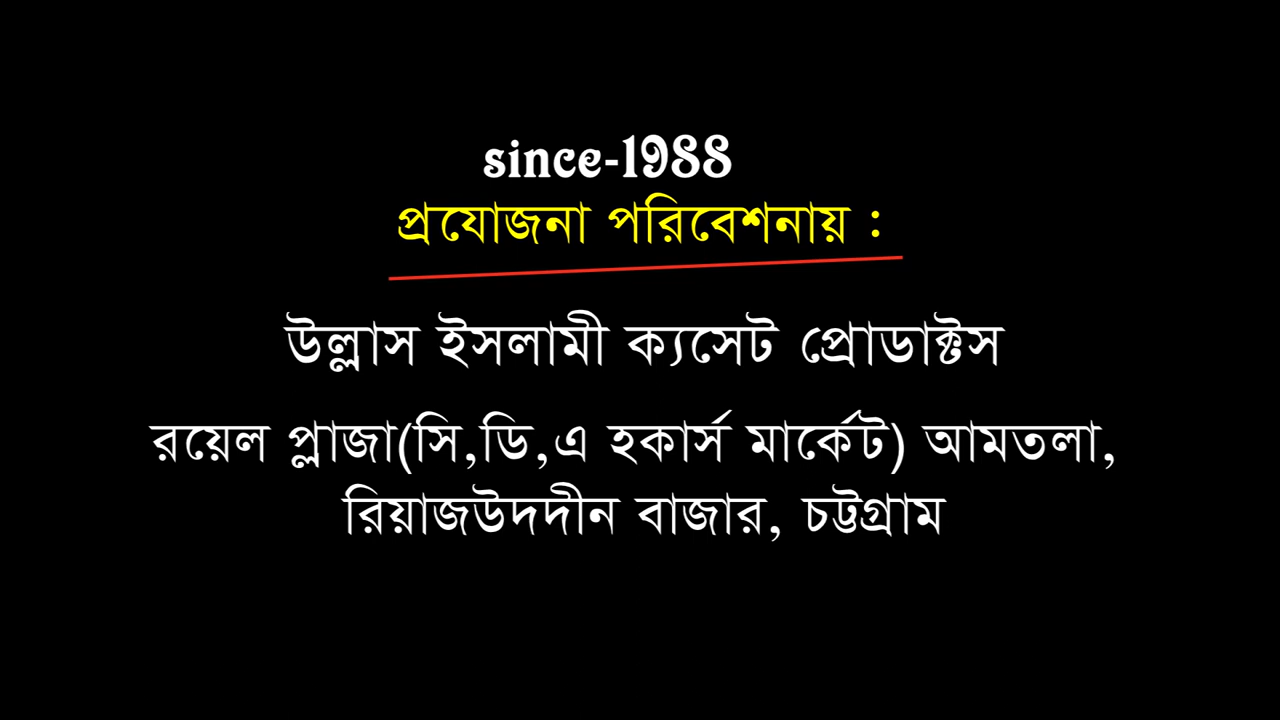 since-1988
প্রযোজনা পরিবেশনায় :
উল্লাস ইসলামী ক্যসেট প্রোডাক্টস
রয়েল প্লাজা(সি,ডি,এ হকার্স মার্কেট) আমতলা,
রিয়াজউদদীন বাজার, চট্টগ্রাম